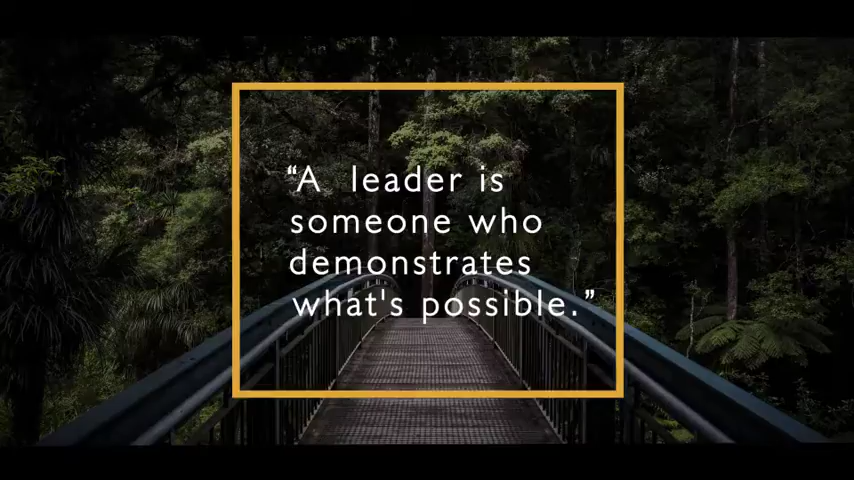 “A leader is
someone who
demonstrates
what's possible.”